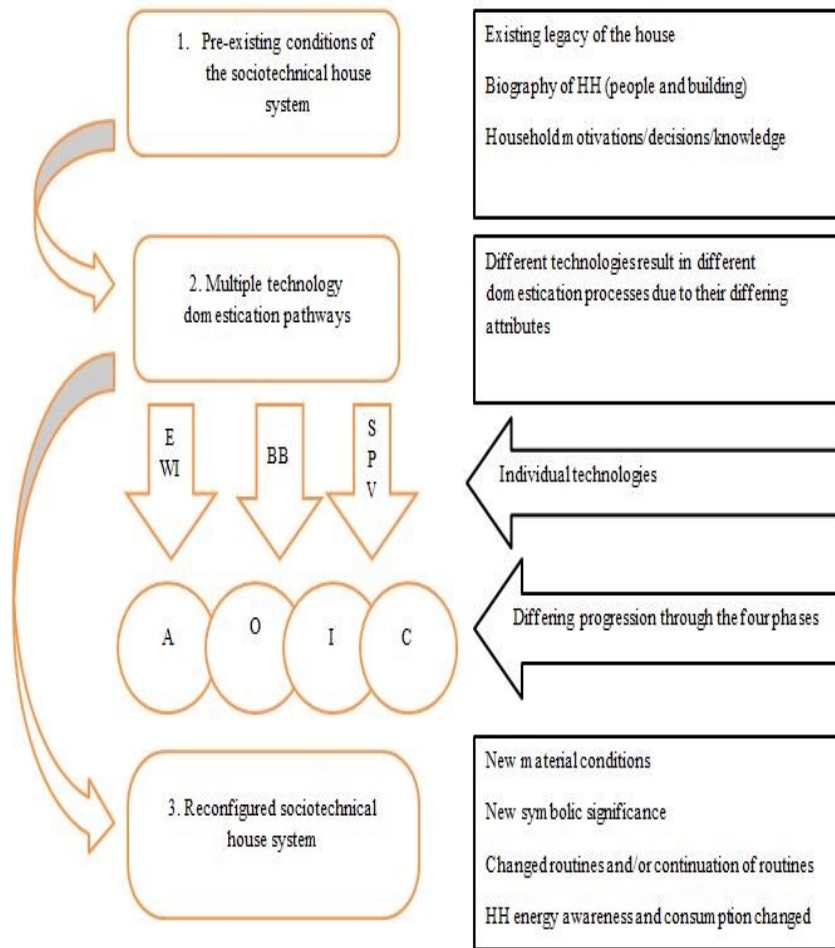 1. Pre-existing conditions of
the sociotechnical house
system
Existing legacy of the house
Biography of HH (people and building)
Household motivations/decisions/knowledge
2. Multiple technology
domestication pathways
Different technologies result in different
domestication processes due to their differing
attributes
E
WI
BB
S
P
V
Individual technologies
A
O
I
C
Differing progression through the four phases
3. Reconfigured sociotechnical
house system
New material conditions
New symbolic significance
Changed routines and/or continuation of routines
HH energy awareness and consumption changed